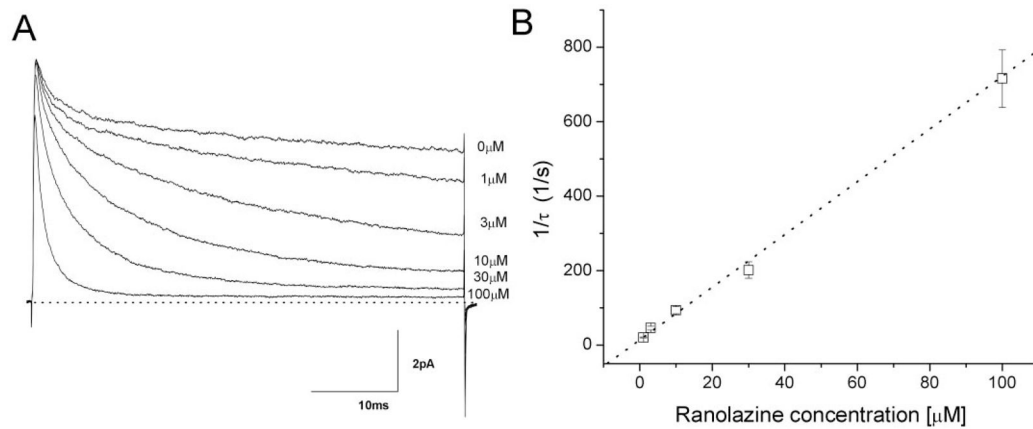 A
0μM
1μM
3μM
10μM
30μM
100μM
2pA
10ms
B
800
600
400
200
0
1/τ (1/s)
0 20 40 60 80 100
Ranolazine concentration [μM]